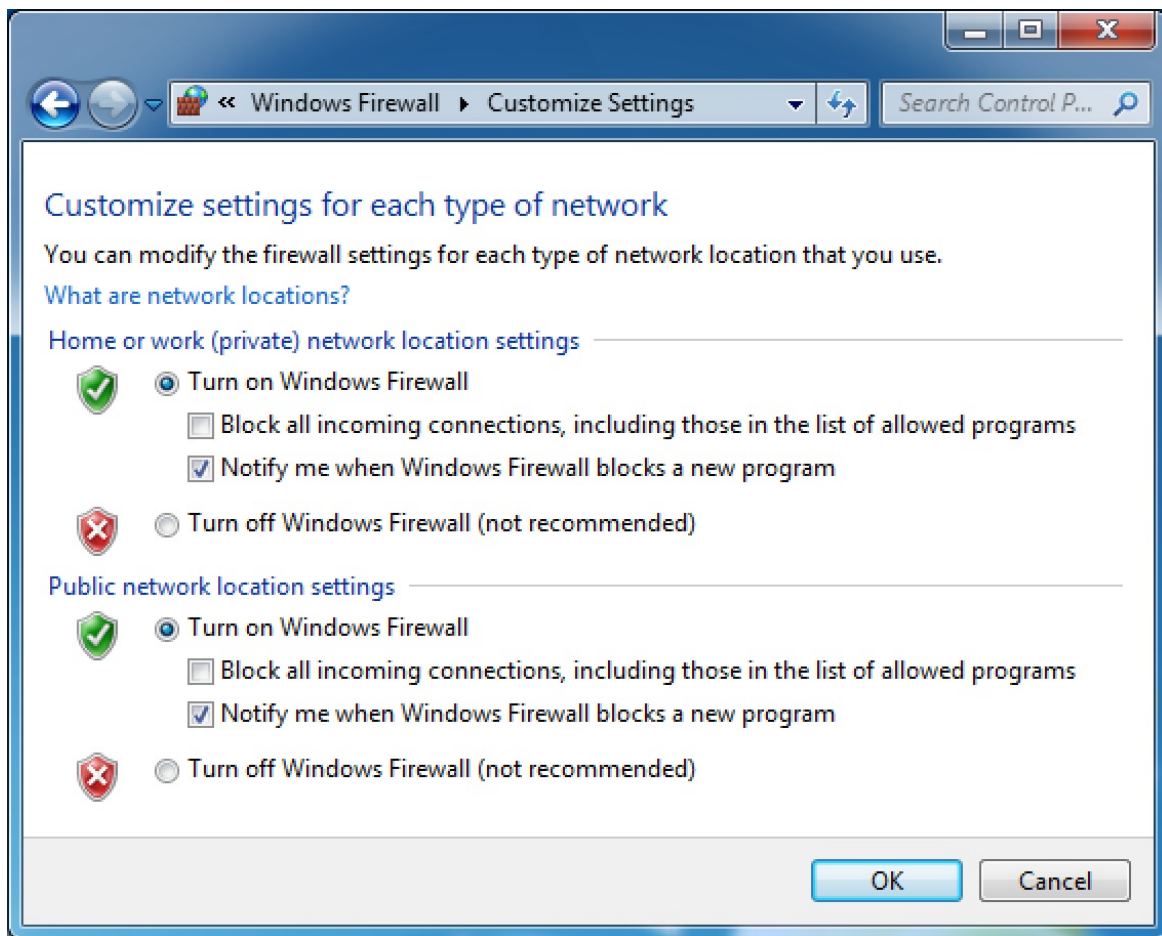 « Windows Firewall ▸ Customize Settings
Search Control P...
Customize settings for each type of network
You can modify the firewall settings for each type of network location that you use.
What are network locations?
Home or work (private) network location settings
Turn on Windows Firewall
Block all incoming connections, including those in the list of allowed programs
Notify me when Windows Firewall blocks a new program
Turn off Windows Firewall (not recommended)
Public network location settings
Turn on Windows Firewall
Block all incoming connections, including those in the list of allowed programs
Notify me when Windows Firewall blocks a new program
Turn off Windows Firewall (not recommended)
OK
Cancel